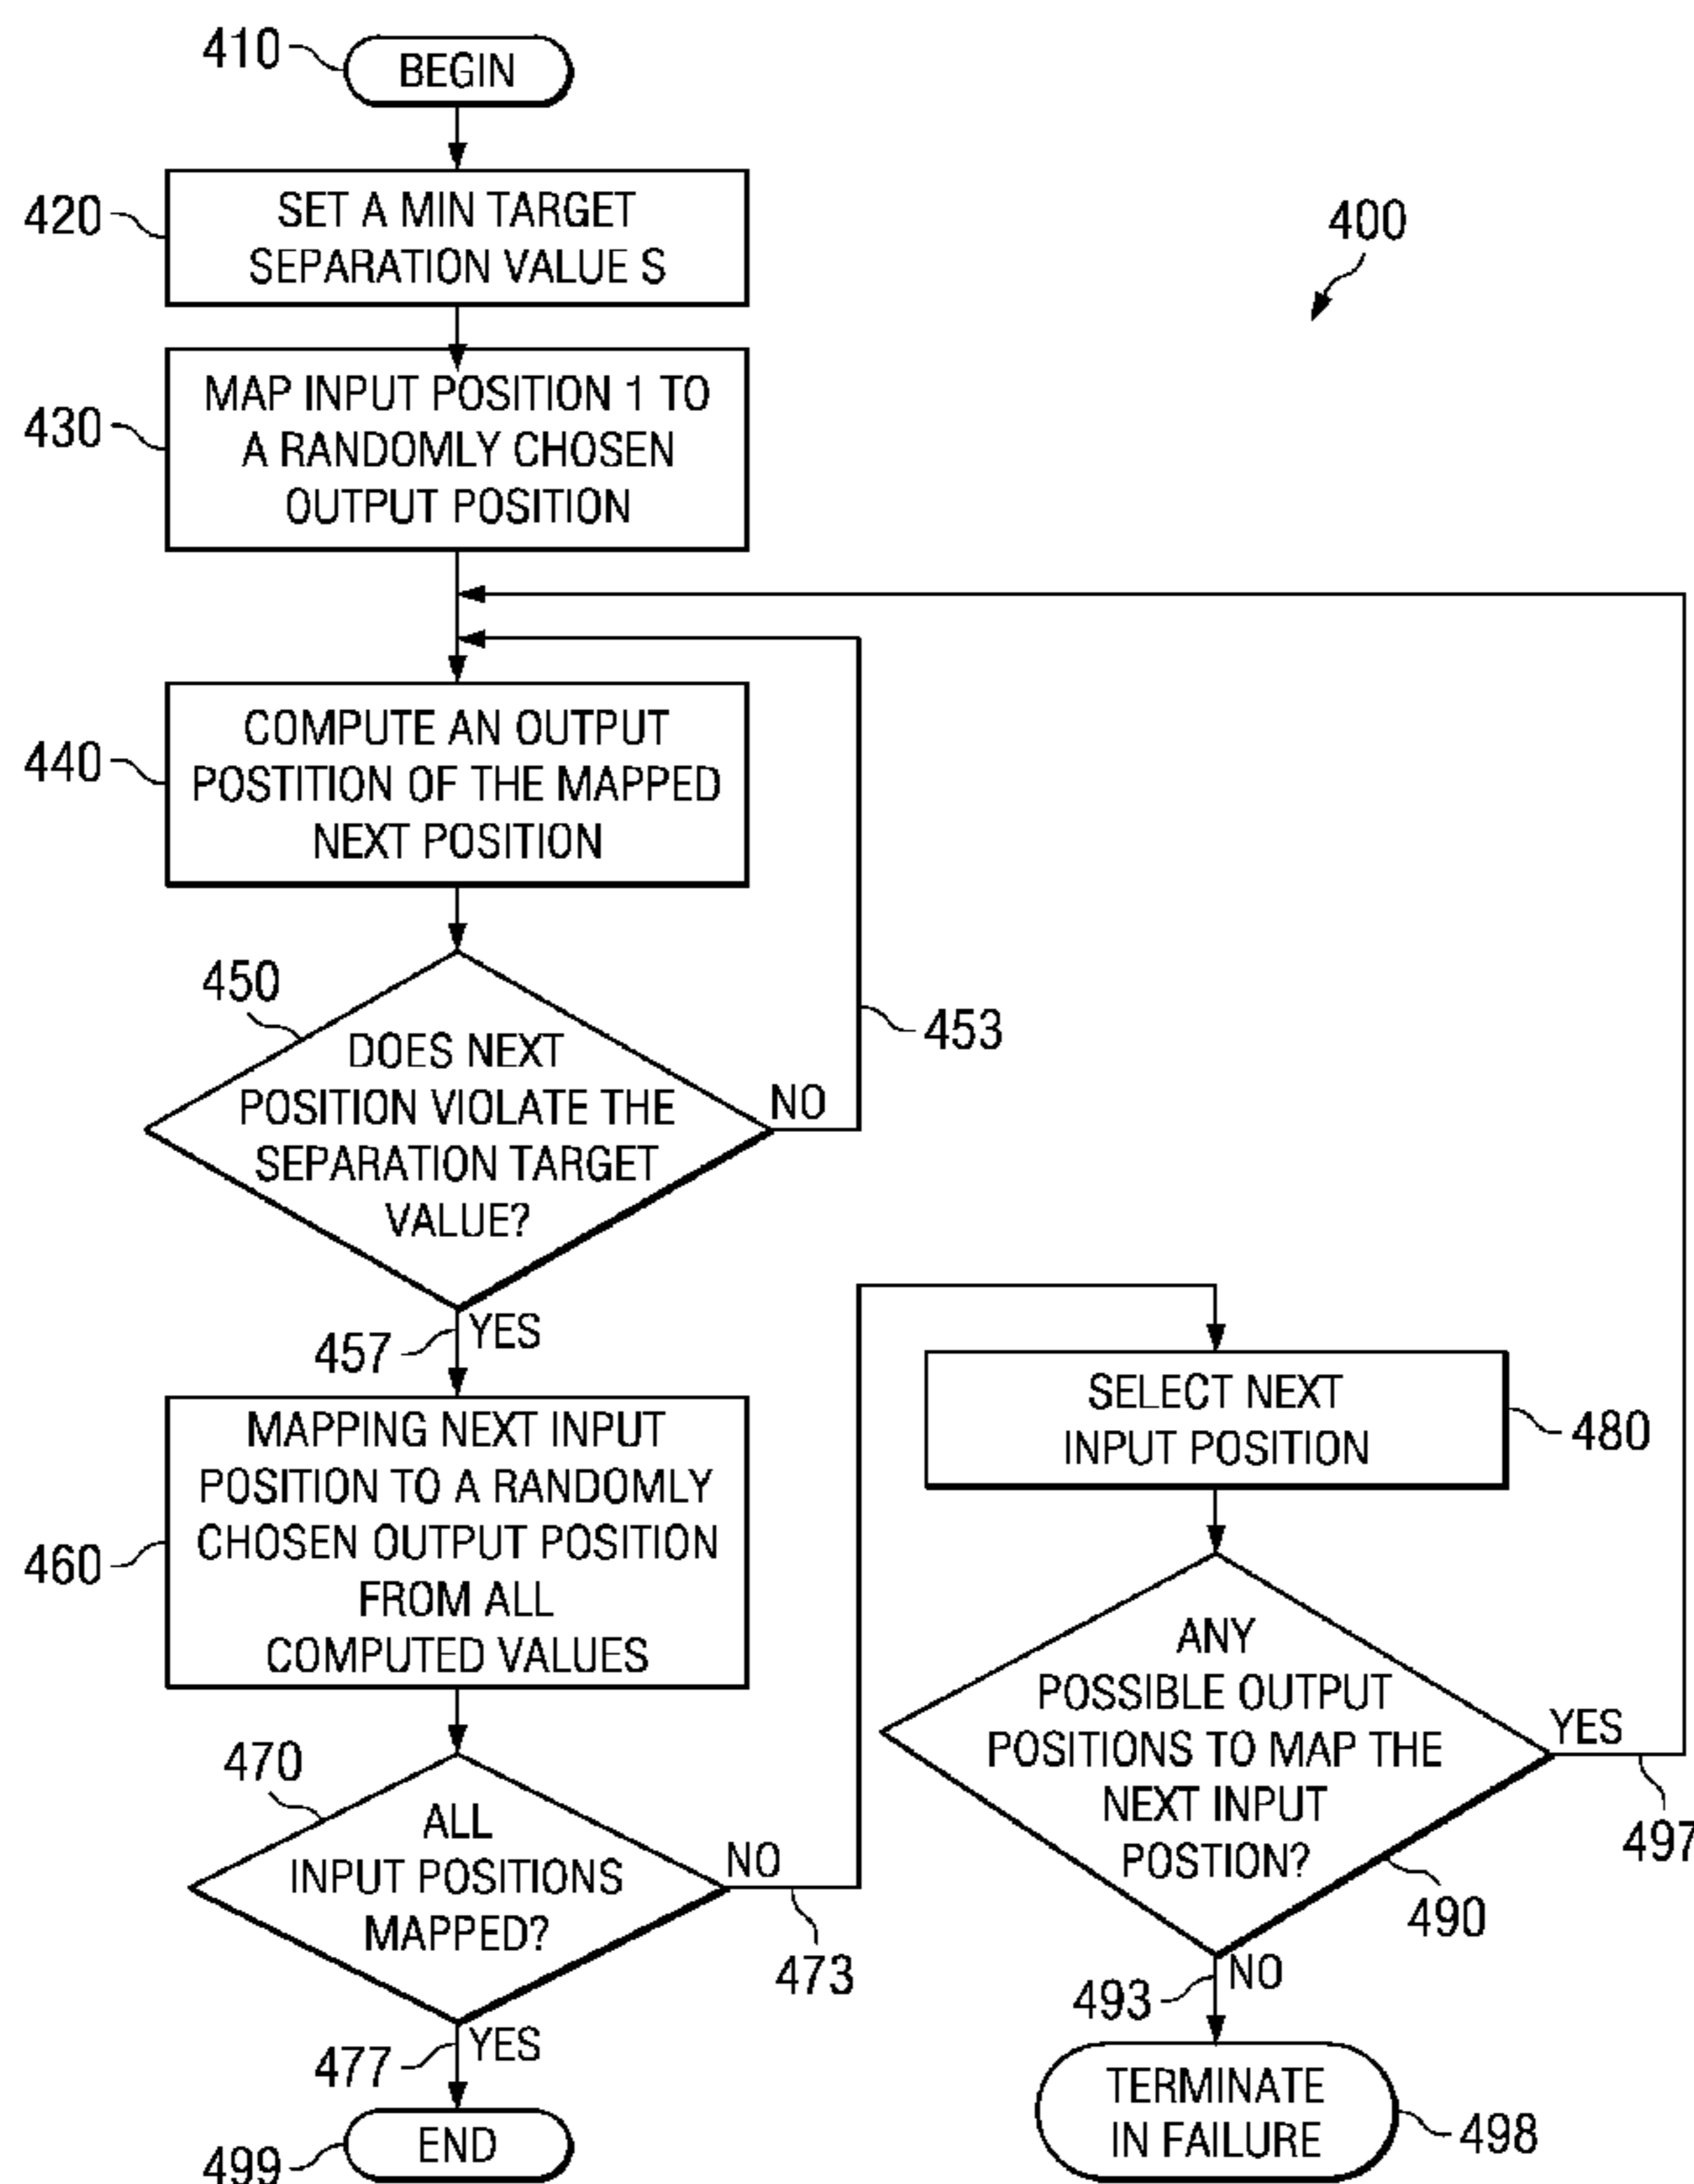 410
BEGIN
420
SET A MIN TARGET
SEPARATION VALUE S
400
430
MAP INPUT POSITION 1 TO
A RANDOMLY CHOSEN
OUTPUT POSITION
440
COMPUTE AN OUTPUT
POSTITION OF THE MAPPED
NEXT POSITION
450
DOES NEXT
POSITION VIOLATE THE
SEPARATION TARGET
VALUE?
NO
453
457
YES
460
MAPPING NEXT INPUT
POSITION TO A RANDOMLY
CHOSEN OUTPUT POSITION
FROM ALL
COMPUTED VALUES
470
ALL
INPUT POSITIONS
MAPPED?
NO
473
477
YES
499
END
SELECT NEXT
INPUT POSITION
480
ANY
POSSIBLE OUTPUT
POSITIONS TO MAP THE
NEXT INPUT
POSTION?
YES
497
490
493
NO
TERMINATE
IN FAILURE
498